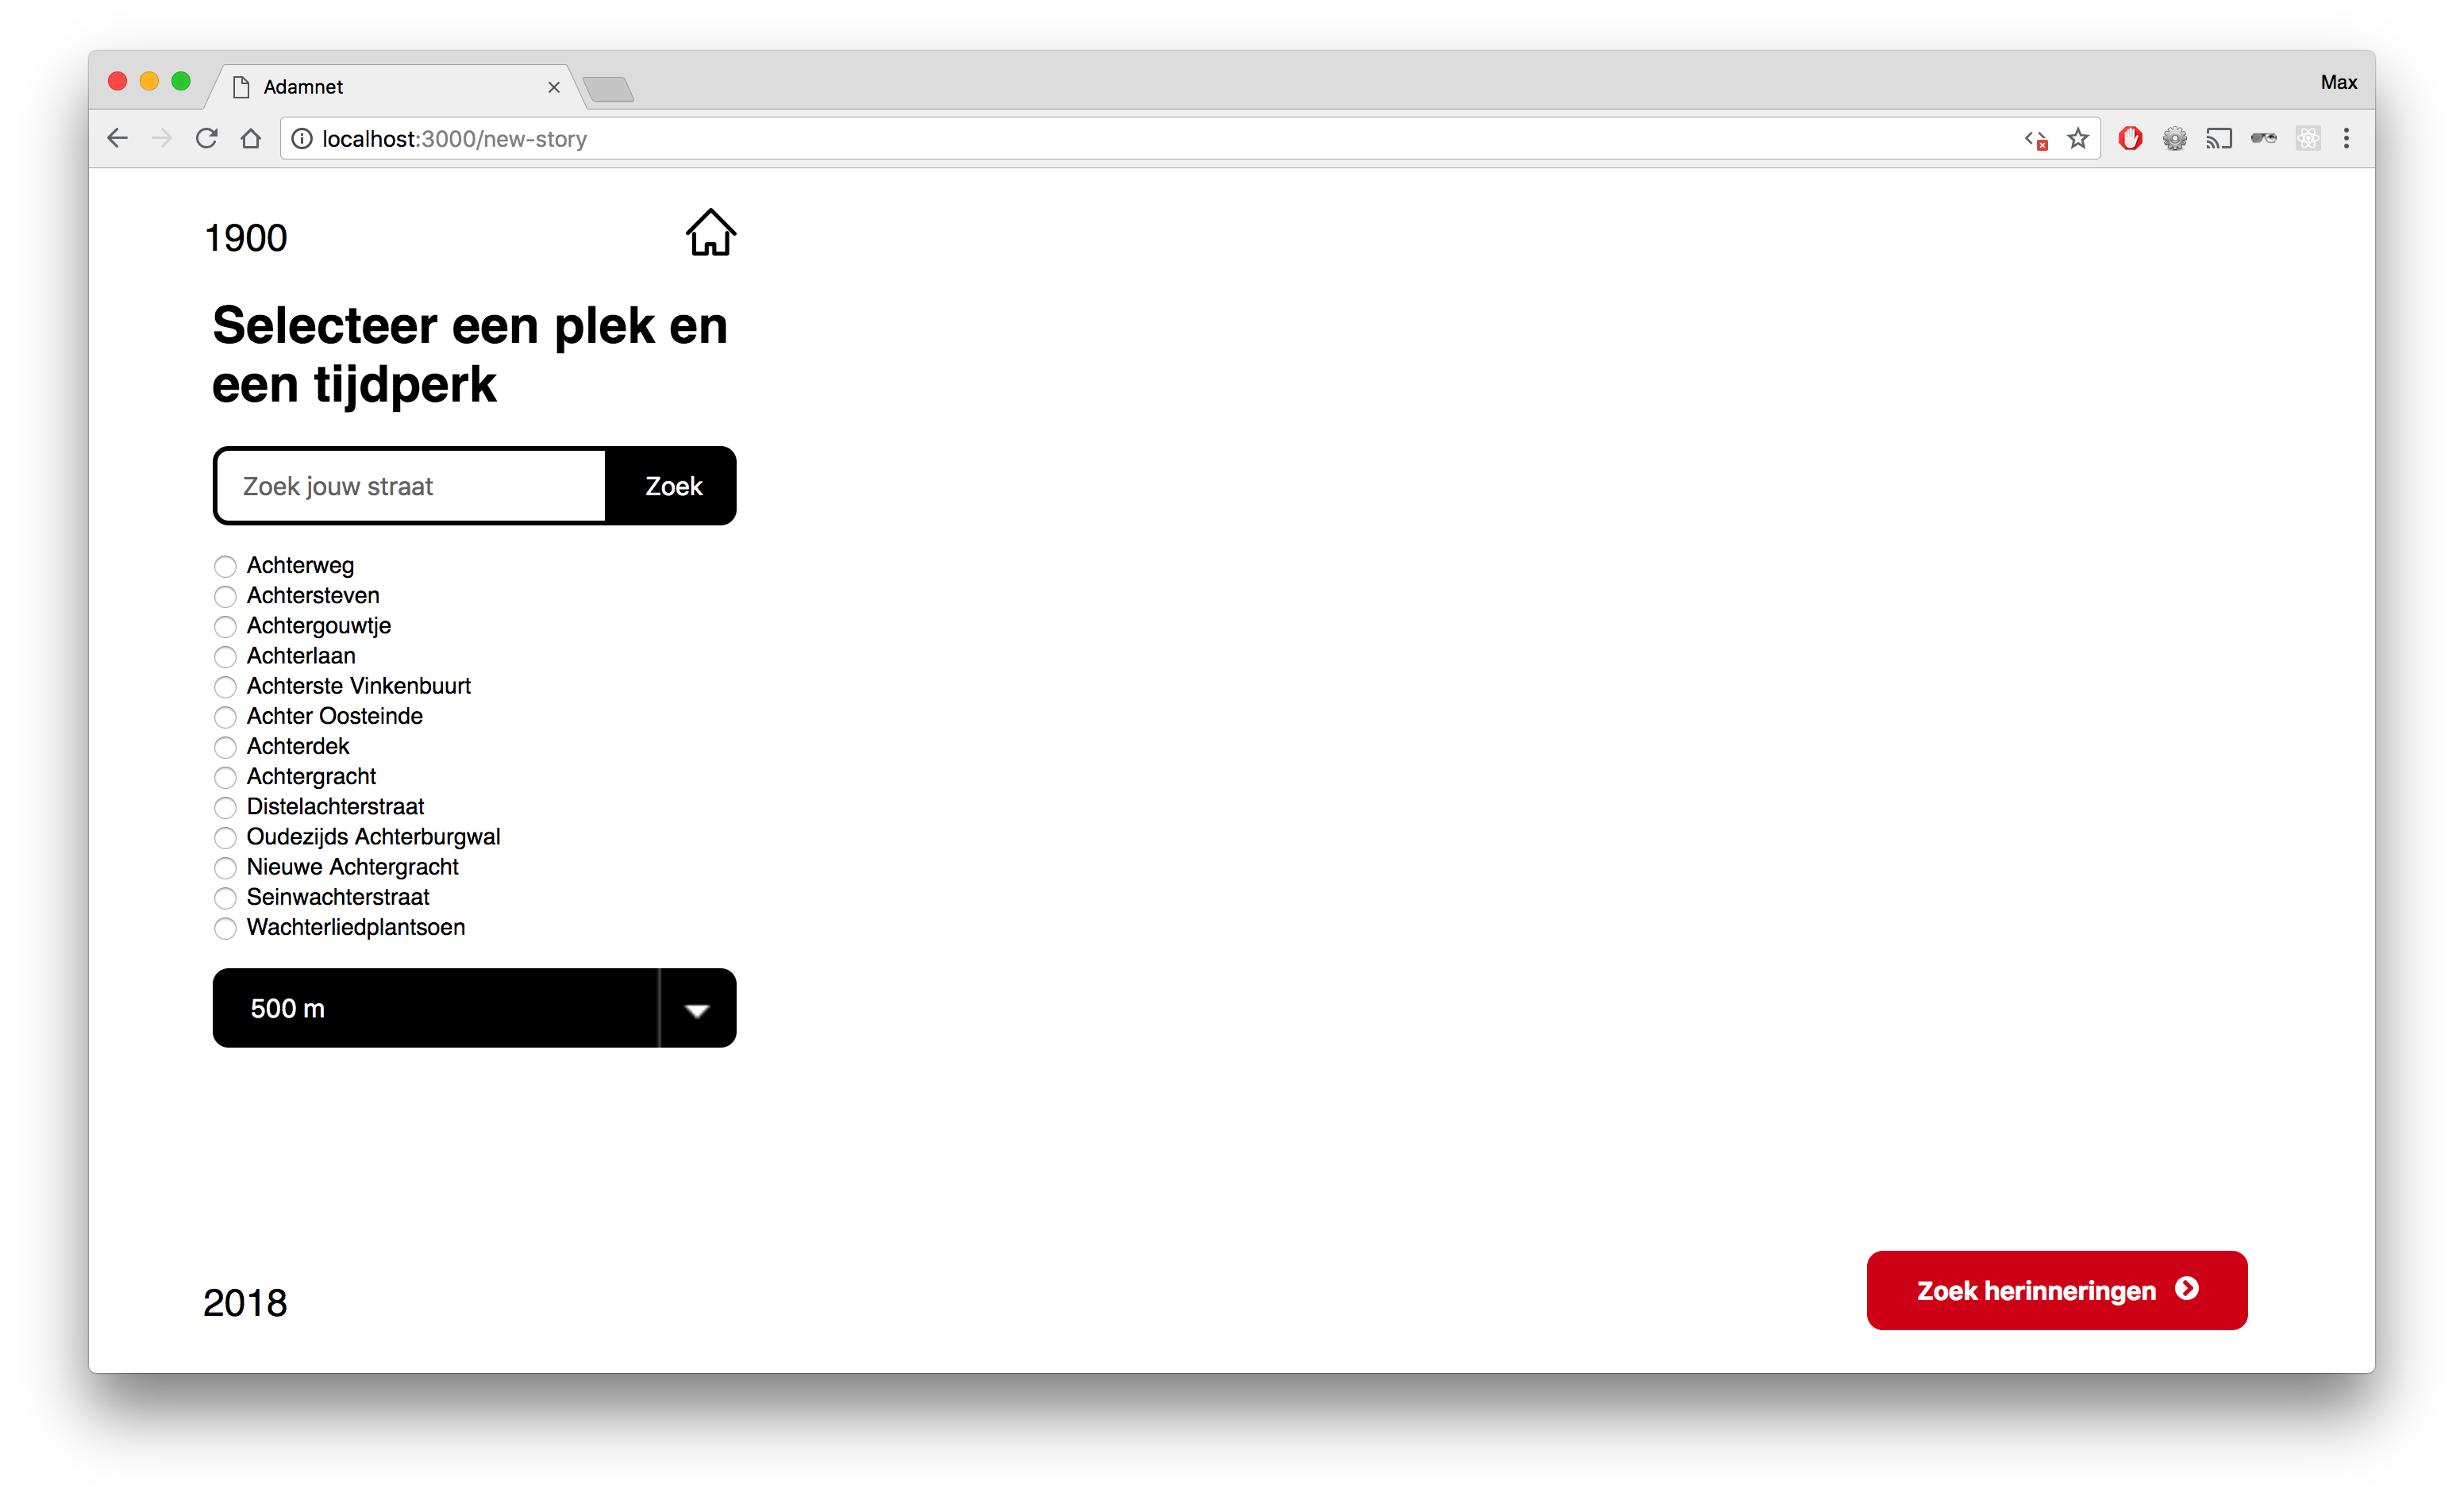 Adamnet
Max
localhost:3000/new-story
1900
Selecteer een plek en
een tijdperk
Zoek jouw straat
Zoek
Achterweg
Achtersteven
Achtergouwtje
Achterlaan
Achterste Vinkenbuurt
Achter Oosteinde
Achterdek
Achtergracht
Distelachterstraat
Oudezijds Achterburgwal
Nieuwe Achtergracht
Seinwachterstraat
Wachterliedplantsoen
500 m
2018
Zoek herinneringen